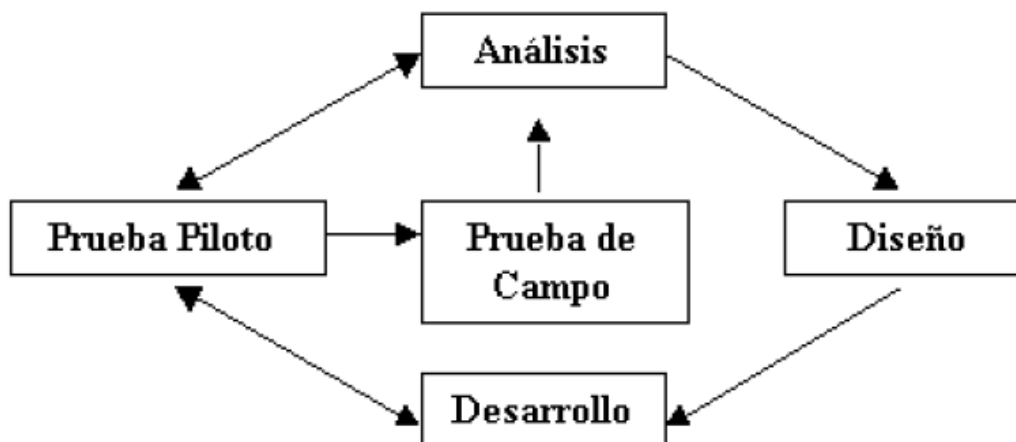 Análisis
Prueba Piloto
Prueba de
Campo
Diseño
Desarrollo